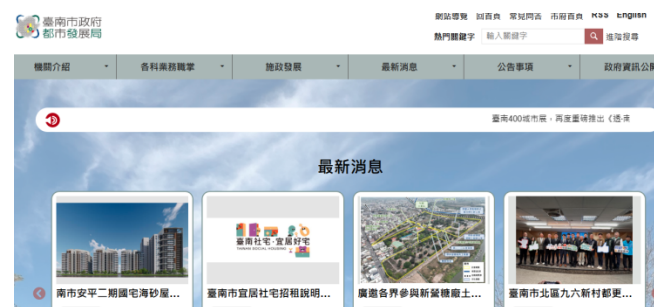 臺南市政府
都市發展局
網站導覽 回首頁 常見問答 市府首頁 RSS English
熱門關鍵字 輸入關鍵字 進階搜尋
機關介紹 各科業務職掌 施政發展 最新消息 公告事項 政府資訊公開
臺南400城市展，再度重磅推出《透·南
最新消息
臺南社宅·宜居好宅
TAINAN SOCIAL HOUSING
南市安平二期國宅海砂屋... 臺南市宜居社宅招租說明... 廣邀各界參與新營糖廠土... 臺南市北區九六新村都更...